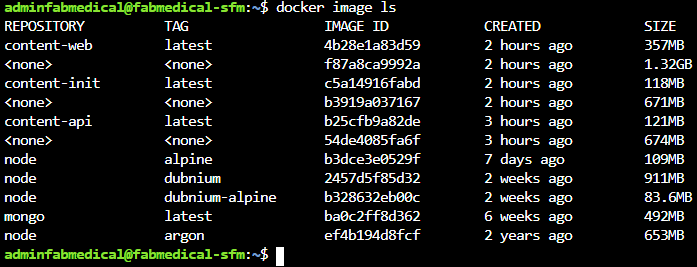 adminfabmedical@fabmedical-sfm:~$ docker image ls
REPOSITORY TAG IMAGE ID CREATED SIZE
content-web latest 4b28e1a83d59 2 hours ago 357MB
<none> <none> f87a8ca9992a 2 hours ago 1.32GB
content-init latest c5a14916fabd 2 hours ago 118MB
<none> <none> b3919a037167 2 hours ago 671MB
content-api latest b25cfb9a82de 3 hours ago 121MB
<none> <none> 54de4085fa6f 3 hours ago 674MB
node alpine b3dce3e0529f 7 days ago 109MB
node dubnium 2457d5f85d32 2 weeks ago 911MB
node dubnium-alpine b328632eb00c 2 weeks ago 83.6MB
mongo latest ba0c2ff8d362 6 weeks ago 492MB
node argon ef4b194d8fcf 2 years ago 653MB
adminfabmedical@fabmedical-sfm:~$